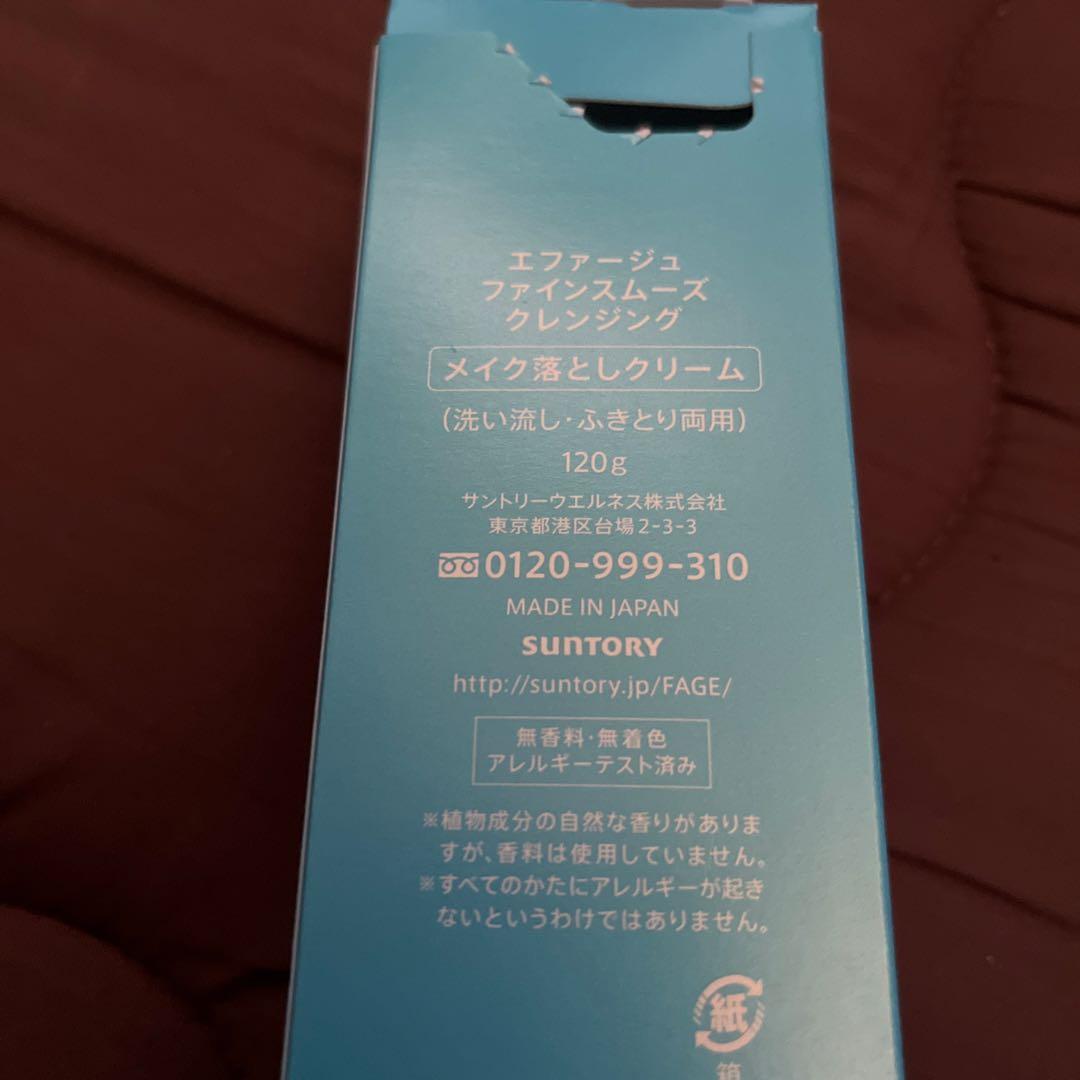 エファージュ
ファインスムーズ
クレンジング
メイク落としクリーム
(洗い流し・ふきとり両用)
120g
サントリーウエルネス株式会社
東京都港区台場2-3-3
0120-999-310
MADE IN JAPAN
SUNTORY
http://suntory.jp/FAGE/
無香料・無着色
アレルギーテスト済み
※植物成分の自然な香りがありま
すが、香料は使用していません。
※すべてのかたにアレルギーが起き
ないというわけではありません。
紙
箱